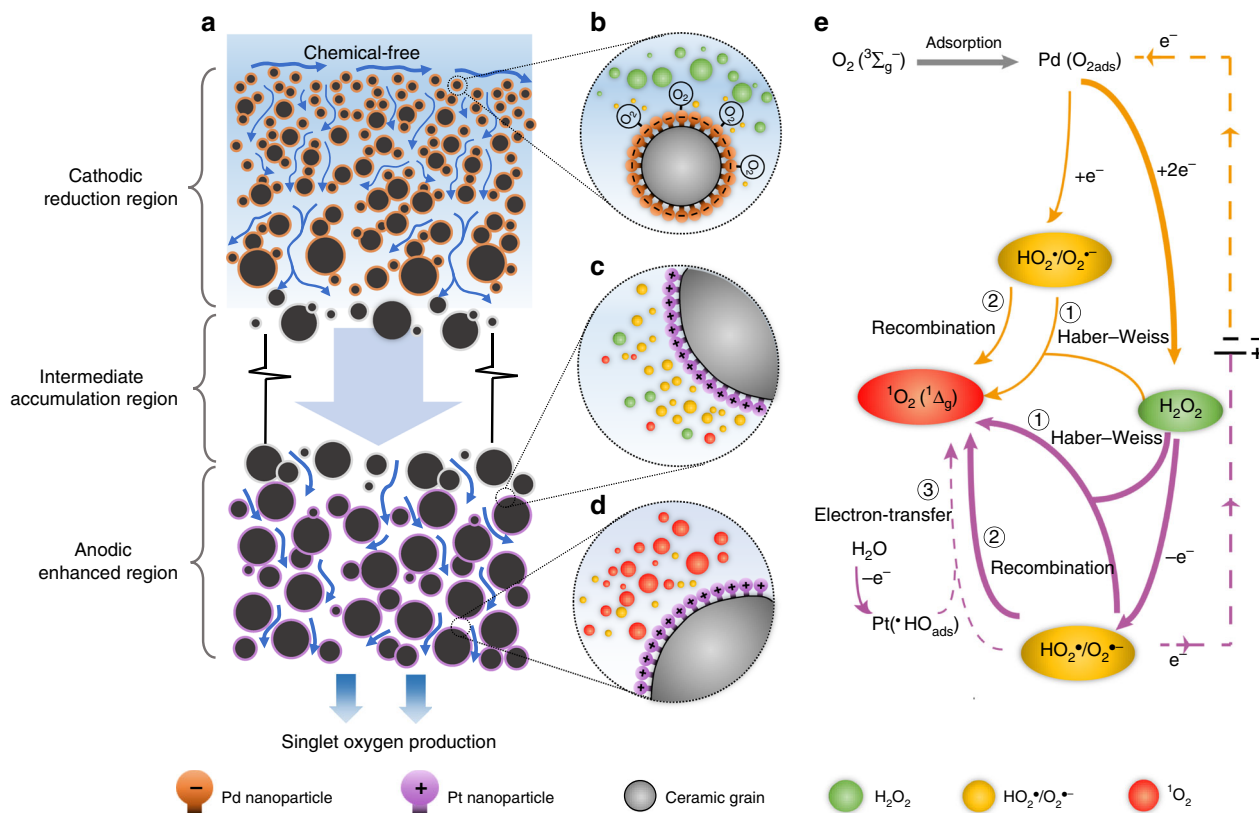 a
Chemical-free
Cathodic
reduction region
Intermediate
accumulation region
Anodic
enhanced region
Singlet oxygen production
b
O₂
O₂
O₂
O₂
c
d
e
O₂ (³Σg⁻)
Adsorption
Pd (O₂ads)
e⁻
+e⁻
+2e⁻
HO₂•/O₂•⁻
②
①
Recombination
Haber–Weiss
− −
+ +
¹O₂ (¹Δg)
H₂O₂
①
Haber–Weiss
③
Electron-transfer
②
H₂O
Recombination
−e⁻
−e⁻
Pt(•HOads)
HO₂•/O₂•⁻
e⁻
− Pd nanoparticle
+ Pt nanoparticle
Ceramic grain
H₂O₂
HO₂•/O₂•⁻
¹O₂